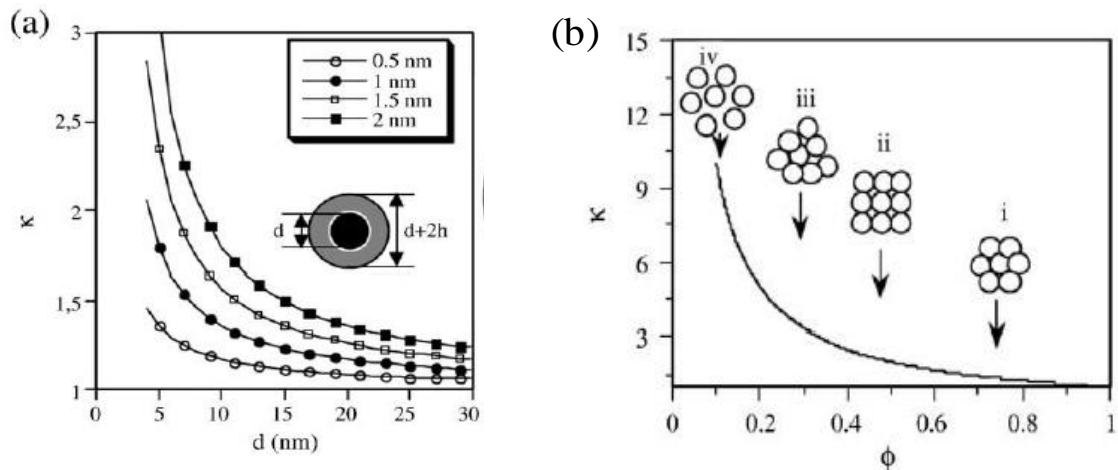 (a)
3
2,5
2
1,5
1
κ
0.5 nm
1 nm
1.5 nm
2 nm
d
d+2h
0 5 10 15 20 25 30
d (nm)
(b)
15
12
9
6
3
κ
iv
iii
ii
i
0 0.2 0.4 0.6 0.8 1
ϕ